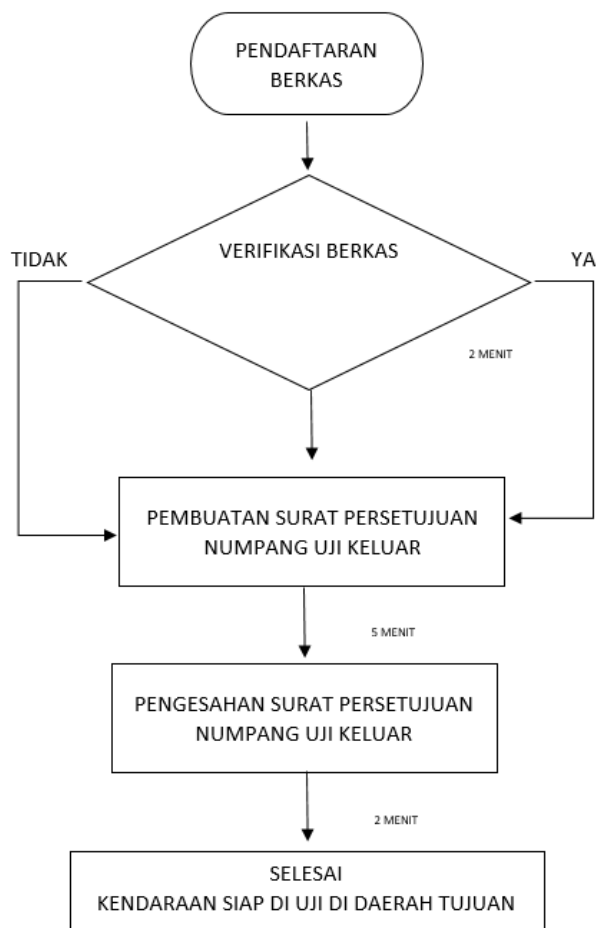 PENDAFTARAN
BERKAS
VERIFIKASI BERKAS
TIDAK
YA
2 MENIT
PEMBUATAN SURAT PERSETUJUAN
NUMPANG UJI KELUAR
5 MENIT
PENGESAHAN SURAT PERSETUJUAN
NUMPANG UJI KELUAR
2 MENIT
SELESAI
KENDARAAN SIAP DI UJI DI DAERAH TUJUAN